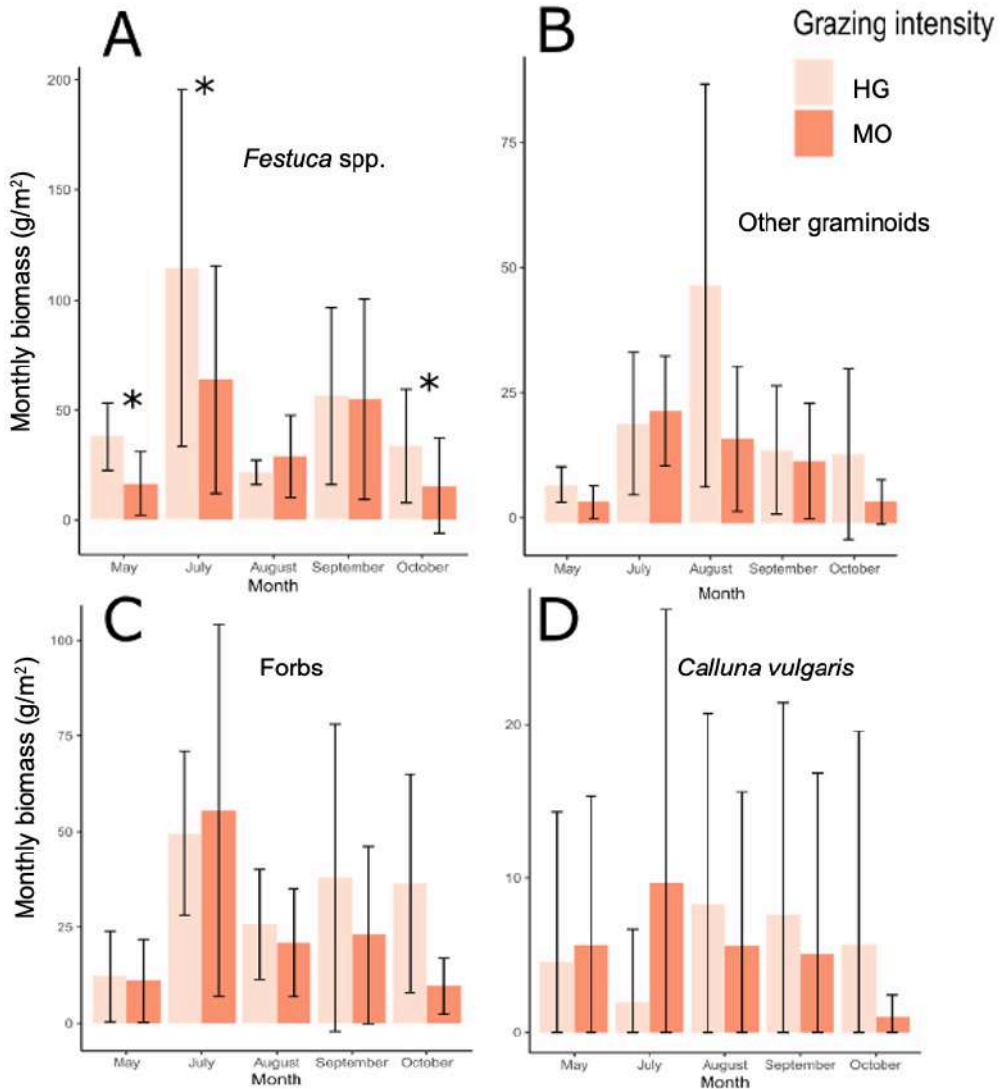 A
Monthly biomass (g/m²)
200
150
100
50
0
*
*
*
Festuca spp.
May July August September October
Month
B
Grazing intensity
HG
MO
75
50
25
0
Other graminoids
May July August September October
Month
C
Monthly biomass (g/m²)
100
75
50
25
0
Forbs
May July August September October
Month
D
20
10
0
Calluna vulgaris
May July August September October
Month